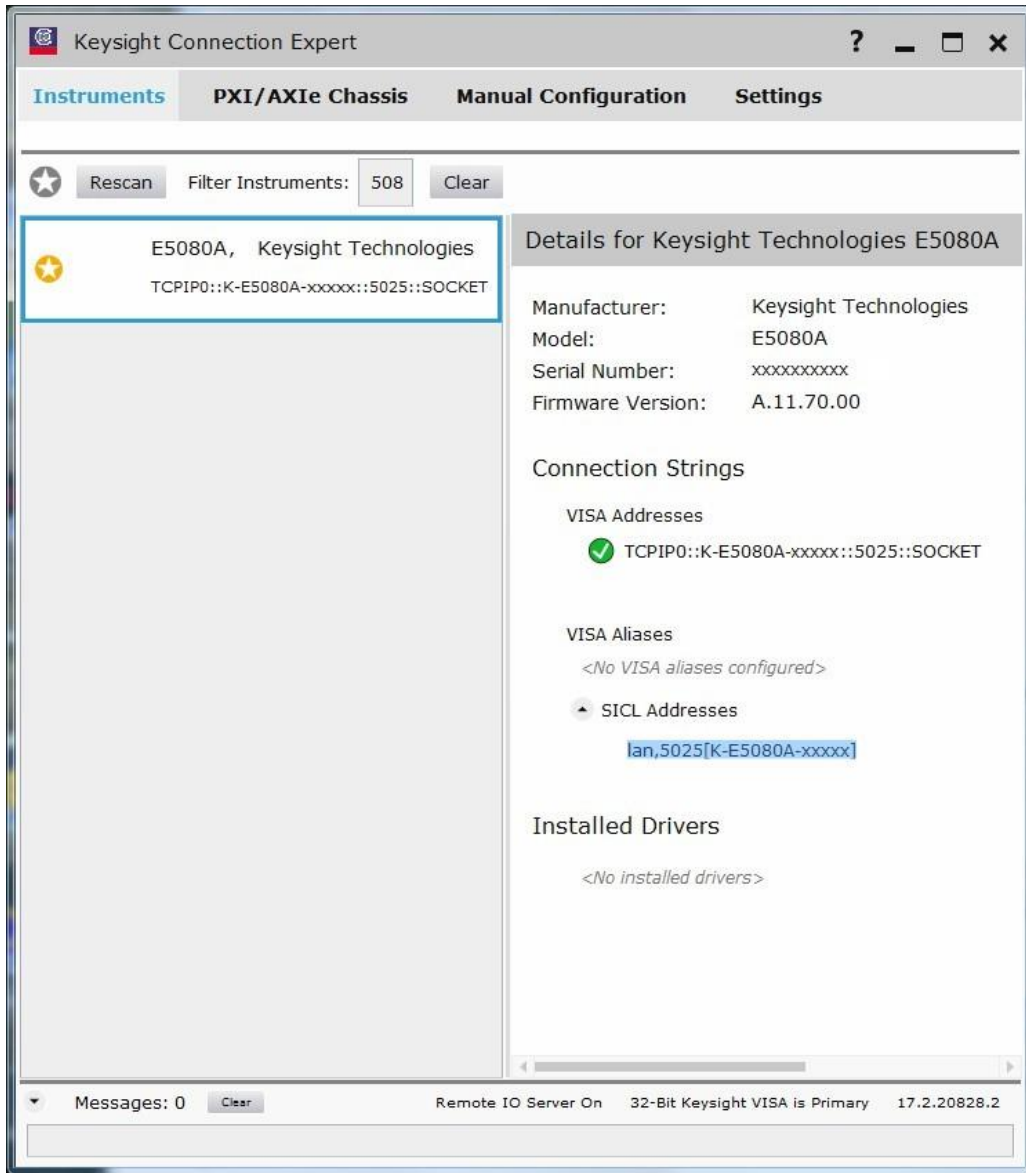 Keysight Connection Expert ?
Instruments PXI/AXIe Chassis Manual Configuration Settings
Rescan Filter Instruments: 508 Clear
E5080A, Keysight Technologies
TCPIP0::K-E5080A-xxxxx::5025::SOCKET
Details for Keysight Technologies E5080A
Manufacturer: Keysight Technologies
Model: E5080A
Serial Number: xxxxxxxxxx
Firmware Version: A.11.70.00
Connection Strings
VISA Addresses
TCPIP0::K-E5080A-xxxxx::5025::SOCKET
VISA Aliases
<No VISA aliases configured>
SICL Addresses
lan,5025[K-E5080A-xxxxx]
Installed Drivers
<No installed drivers>
Messages: 0 Clear Remote IO Server On 32-Bit Keysight VISA is Primary 17.2.20828.2